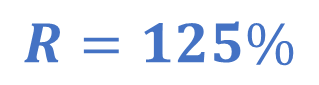 R = 125%